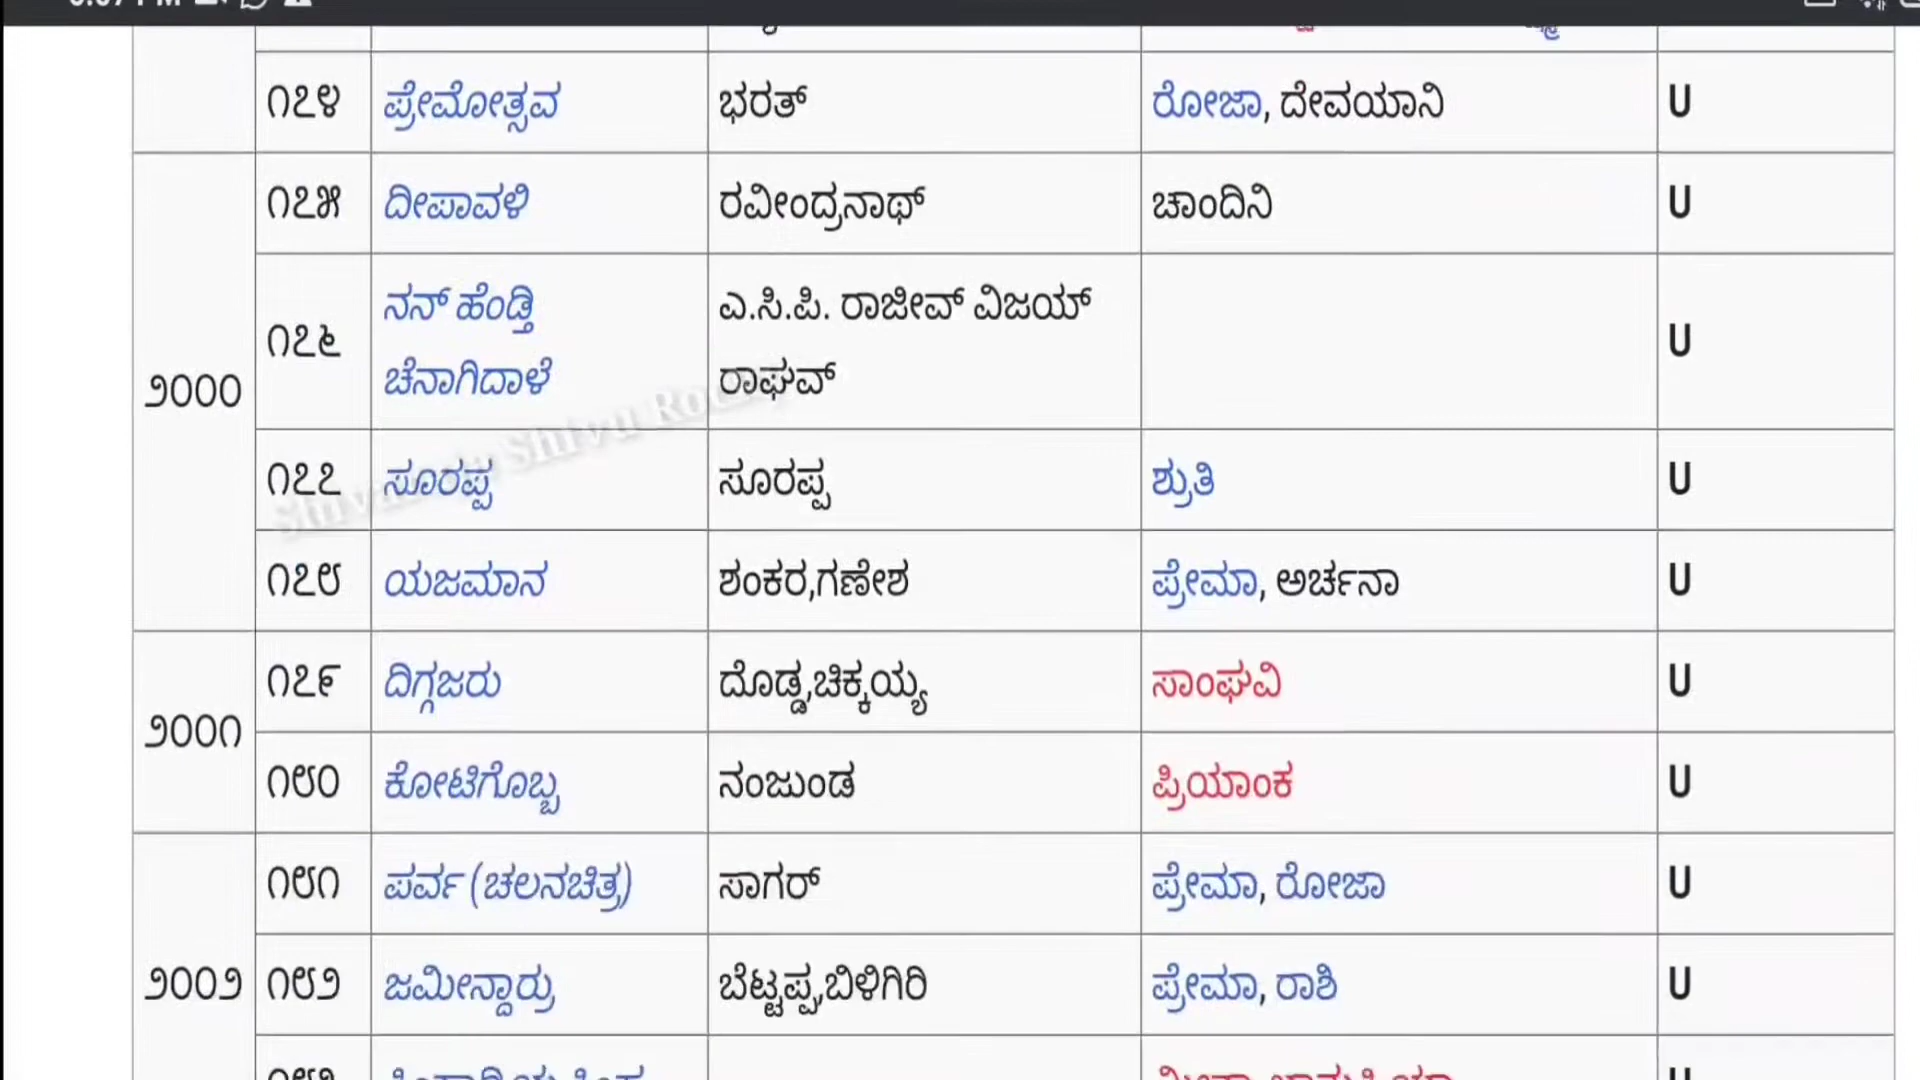 ೧೭೪ ಪ್ರೇಮೋತ್ಸವ ಭರತ್ ರೋಜಾ, ದೇವಯಾನಿ U
೧೭೫ ದೀಪಾವಳಿ ರವೀಂದ್ರನಾಥ್ ಚಾಂದಿನಿ U
೨೦೦೦
೧೭೬ ನನ್ ಹೆಂಡ್ತಿ ಎ.ಸಿ.ಪಿ. ರಾಜೀವ್ ವಿಜಯ್ U
ಚೆನಾಗಿದಾಳೆ ರಾಘವ್
೧೭೭ ಸೂರಪ್ಪ ಸೂರಪ್ಪ ಶ್ರುತಿ U
೧೭೮ ಯಜಮಾನ ಶಂಕರ,ಗಣೇಶ ಪ್ರೇಮಾ, ಅರ್ಚನಾ U
೨೦೦೧
೧೭೯ ದಿಗ್ಗಜರು ದೊಡ್ಡ,ಚಿಕ್ಕಯ್ಯ ಸಾಂಘವಿ U
೧೮೦ ಕೋಟಿಗೊಬ್ಬ ನಂಜುಂಡ ಪ್ರಿಯಾಂಕ U
೧೮೧ ಪರ್ವ (ಚಲನಚಿತ್ರ) ಸಾಗರ್ ಪ್ರೇಮಾ, ರೋಜಾ U
೨೦೦೨ ೧೮೨ ಜಮೀನ್ದಾರ್ರು ಬೆಟ್ಟಪ್ಪ,ಬಿಳಿಗಿರಿ ಪ್ರೇಮಾ, ರಾಶಿ U
Shivu